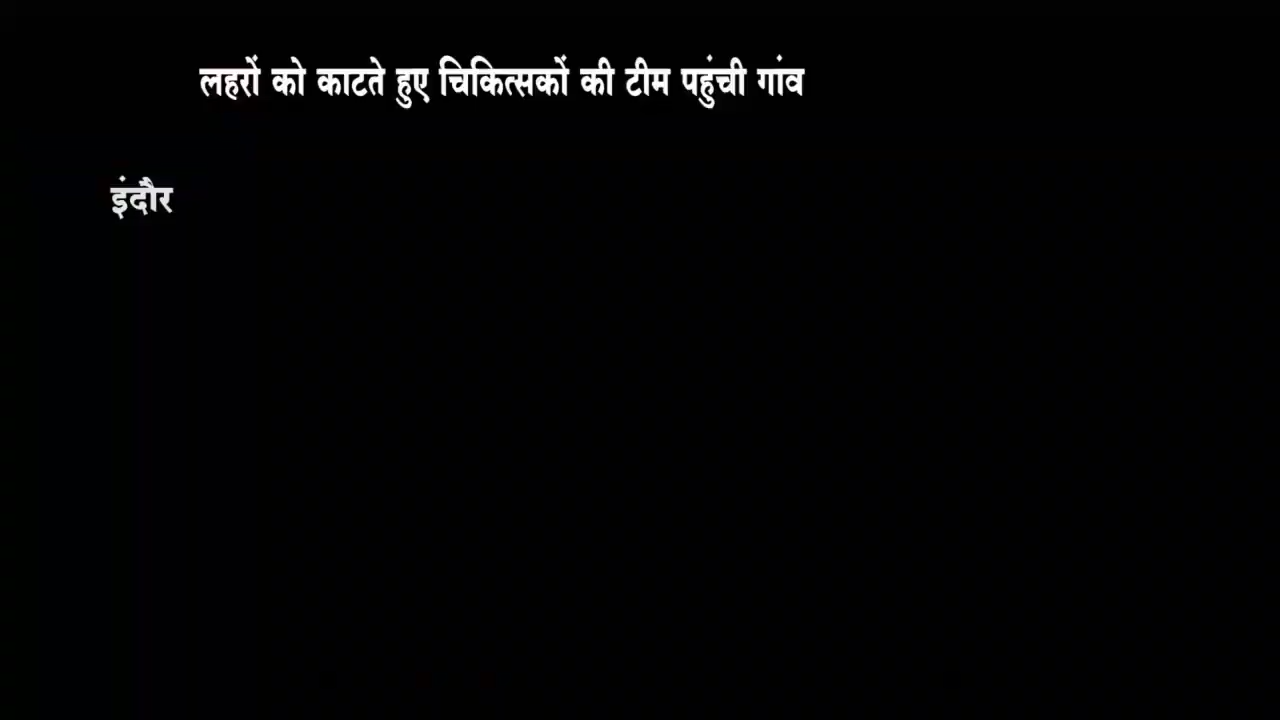 लहरों को काटते हुए चिकित्सकों की टीम पहुंची गांव
इंदौर